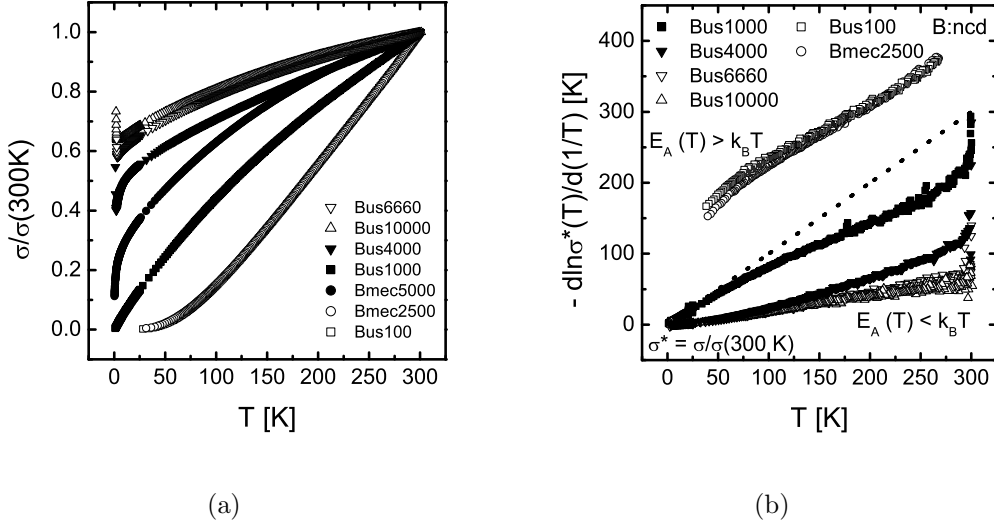 1.0
0.8
0.6
0.4
0.2
0.0
σ/σ(300K)
Bus6660
Bus10000
Bus4000
Bus1000
Bmec5000
Bmec2500
Bus100
0 50 100 150 200 250 300
T [K]
(a)
Bus1000 Bus100 B:ncd
Bus4000 Bmec2500
Bus6660
Bus10000
400
300
200
100
0
- dlnσ*(T)/d(1/T) [K]
E_A (T) > k_BT
E_A (T) < k_BT
σ* = σ/σ(300 K)
0 50 100 150 200 250 300
T [K]
(b)